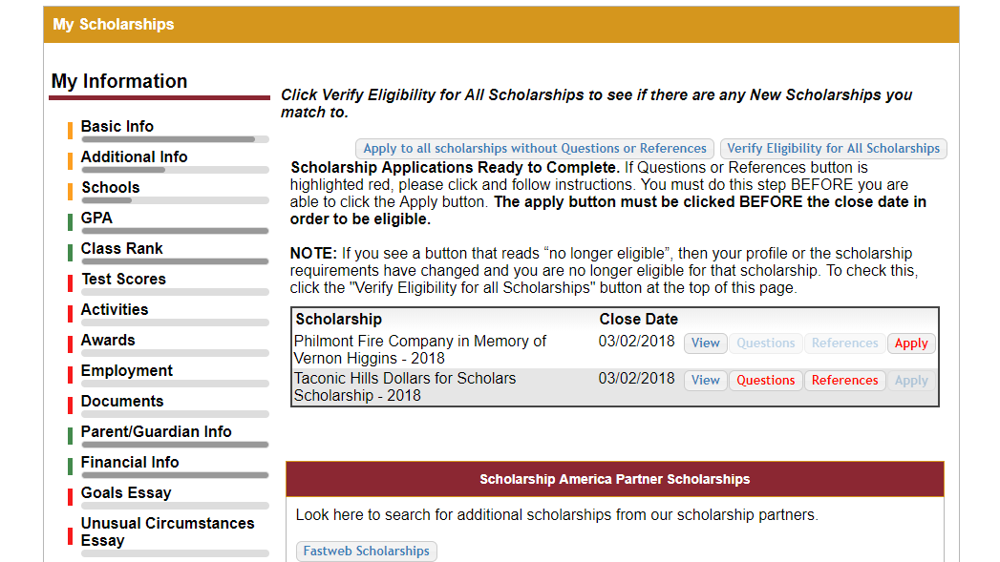 My Scholarships
My Information
Basic Info
Additional Info
Schools
GPA
Class Rank
Test Scores
Activities
Awards
Employment
Documents
Parent/Guardian Info
Financial Info
Goals Essay
Unusual Circumstances
Essay
Click Verify Eligibility for All Scholarships to see if there are any New Scholarships you
match to.
Apply to all scholarships without Questions or References Verify Eligibility for All Scholarships
Scholarship Applications Ready to Complete. If Questions or References button is
highlighted red, please click and follow instructions. You must do this step BEFORE you are
able to click the Apply button. The apply button must be clicked BEFORE the close date in
order to be eligible.
NOTE: If you see a button that reads “no longer eligible”, then your profile or the scholarship
requirements have changed and you are no longer eligible for that scholarship. To check this,
click the "Verify Eligibility for all Scholarships" button at the top of this page.
Scholarship Close Date
Philmont Fire Company in Memory of 03/02/2018 View Questions References Apply
Vernon Higgins - 2018
Taconic Hills Dollars for Scholars 03/02/2018 View Questions References Apply
Scholarship - 2018
Scholarship America Partner Scholarships
Look here to search for additional scholarships from our scholarship partners.
Fastweb Scholarships